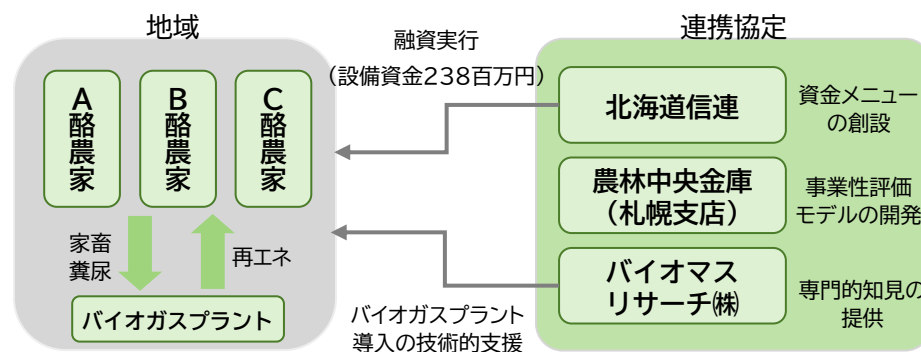 地域
A酪農家
B酪農家
C酪農家
家畜
糞尿
再エネ
バイオガスプラント
融資実行
（設備資金238百万円）
バイオガスプラント
導入の技術的支援
連携協定
北海道信連
資金メニュー
の創設
農林中央金庫
（札幌支店）
事業性評価
モデルの開発
バイオマス
リサーチ㈱
専門的知見の
提供